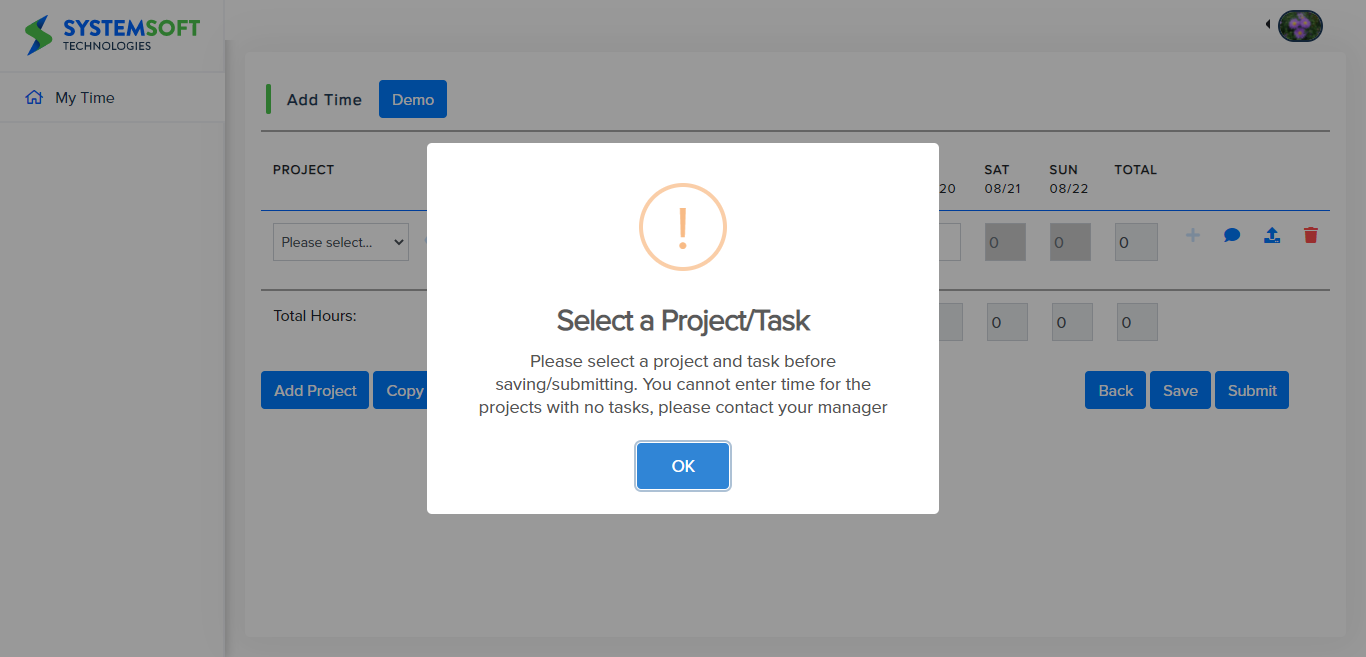 SYSTEMSOFT
TECHNOLOGIES
My Time
Add Time
Demo
PROJECT
20
SAT
08/21
SUN
08/22
TOTAL
Please select...
0
0
0
Total Hours:
0
0
0
Add Project
Copy
Back
Save
Submit
!
Select a Project/Task
Please select a project and task before
saving/submitting. You cannot enter time for the
projects with no tasks, please contact your manager
OK